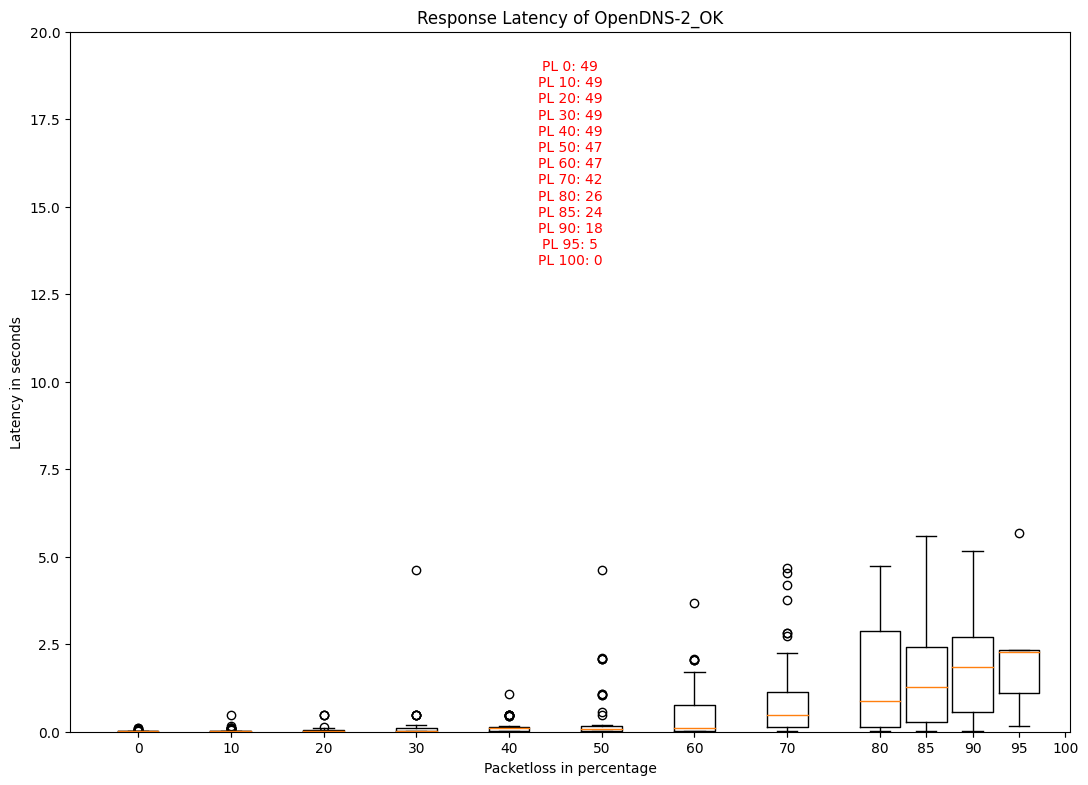 Response Latency of OpenDNS-2_OK
20.0
17.5
15.0
12.5
10.0
7.5
5.0
2.5
0.0
Latency in seconds
PL 0: 49
PL 10: 49
PL 20: 49
PL 30: 49
PL 40: 49
PL 50: 47
PL 60: 47
PL 70: 42
PL 80: 26
PL 85: 24
PL 90: 18
PL 95: 5
PL 100: 0
0 10 20 30 40 50 60 70 80 85 90 95 100
Packetloss in percentage